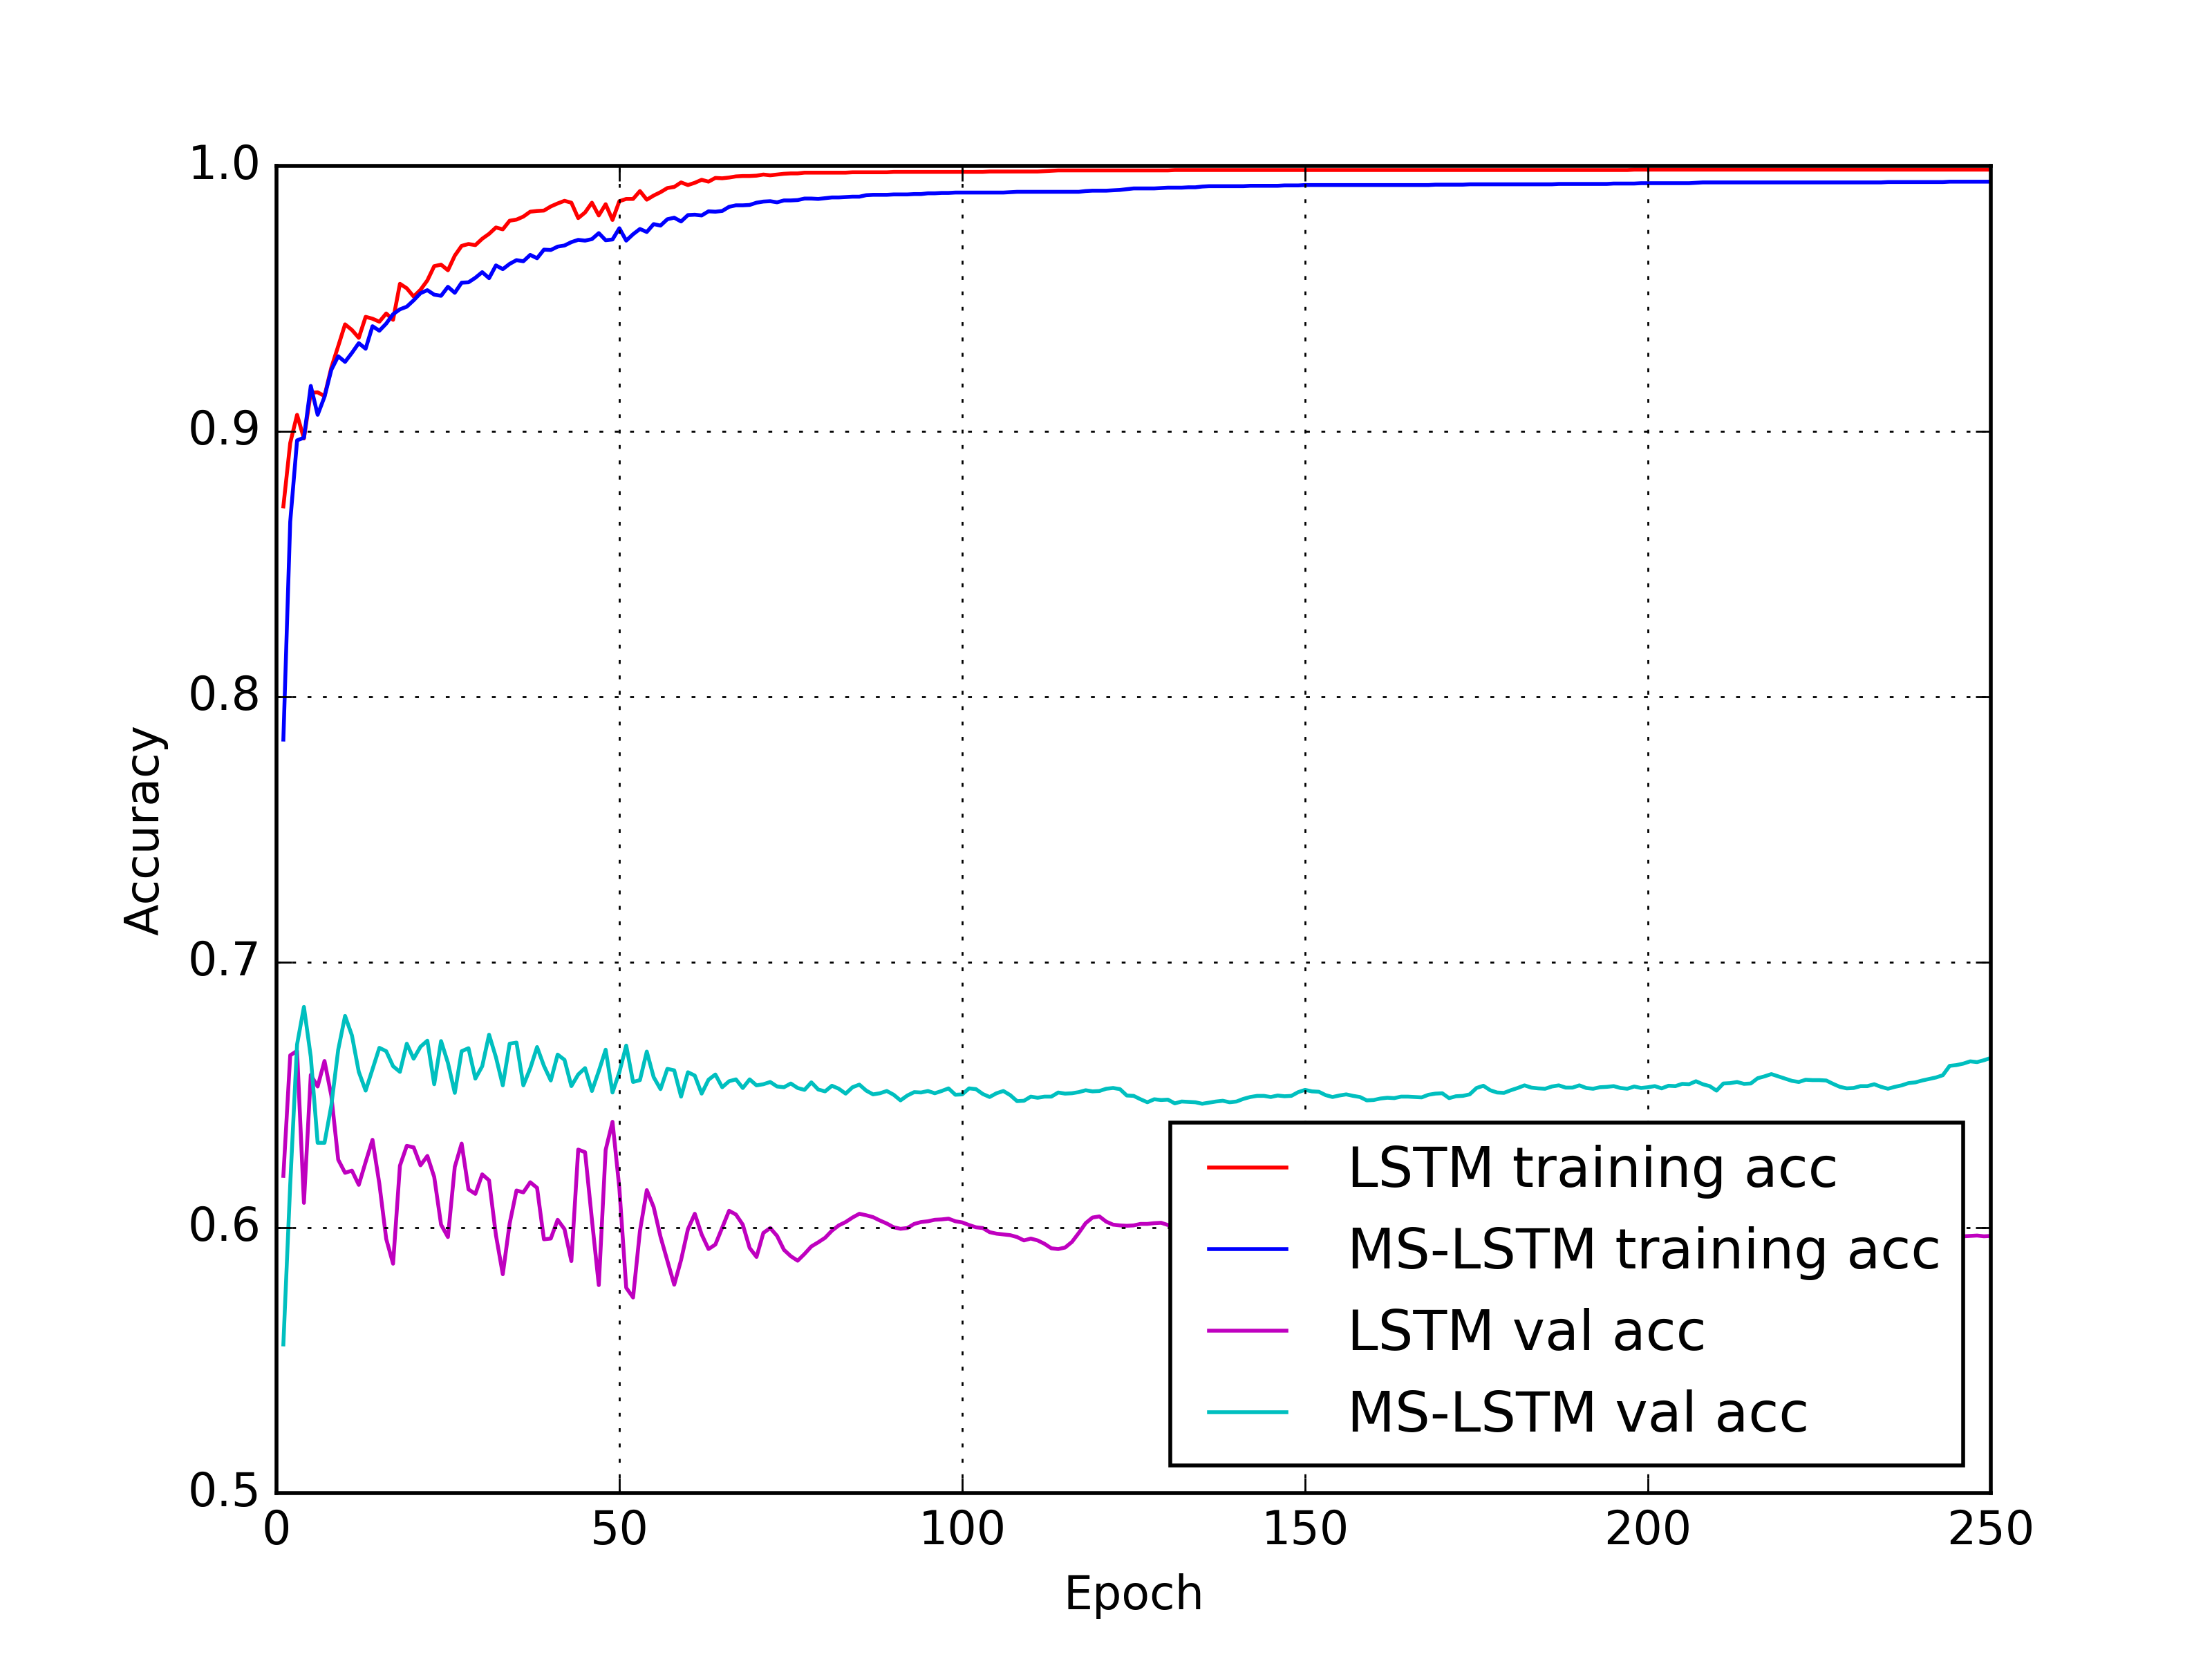 1.0
0.9
0.8
0.7
0.6
0.5
Accuracy
0 50 100 150 200 250
Epoch
LSTM training acc
MS-LSTM training acc
LSTM val acc
MS-LSTM val acc